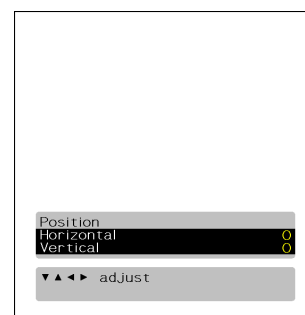 Position
Horizontal 0
Vertical 0
▼▲◄► adjust